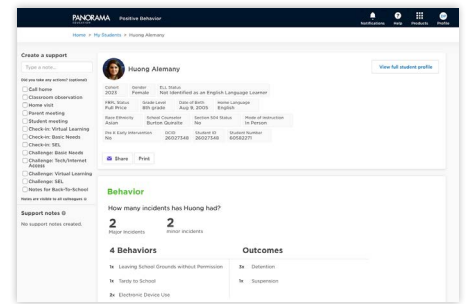 PANORAMA
EDUCATION
Positive Behavior
Notifications
Help
Products
Profile
Home > My Students > Huong Alemany
Create a support
Type a note...
Did you take any actions? (optional)
Call home
Classroom observation
Home visit
Parent meeting
Student meeting
Check-in: Virtual Learning
Check-in: Basic Needs
Check-in: SEL
Challenge: Basic Needs
Challenge: Tech/Internet
Access
Challenge: Virtual Learning
Challenge: SEL
Notes for Back-To-School
Notes are visible to all colleagues
Support notes
No support notes created.
Huong Alemany
View full student profile
Cohort Gender ELL Status
2023 Female Not identified as an English Language Learner
FRPL Status Grade Level Date of Birth Home Language
Full Price 8th grade Aug 9, 2005 English
Race Ethnicity School Counselor Section 504 Status Mode of Instruction
Asian Burton Gunsite No In Person
Pre K Early Intervention DCID Student ID Student Number
No 26027348 26027348 60582271
Share Print
Behavior
How many incidents has Huong had?
2 2
Major incidents Minor incidents
4 Behaviors Outcomes
1x Leaving School Grounds without Permission 3x Detention
1x Tardy to School 1x Suspension
2x Electronic Device Use